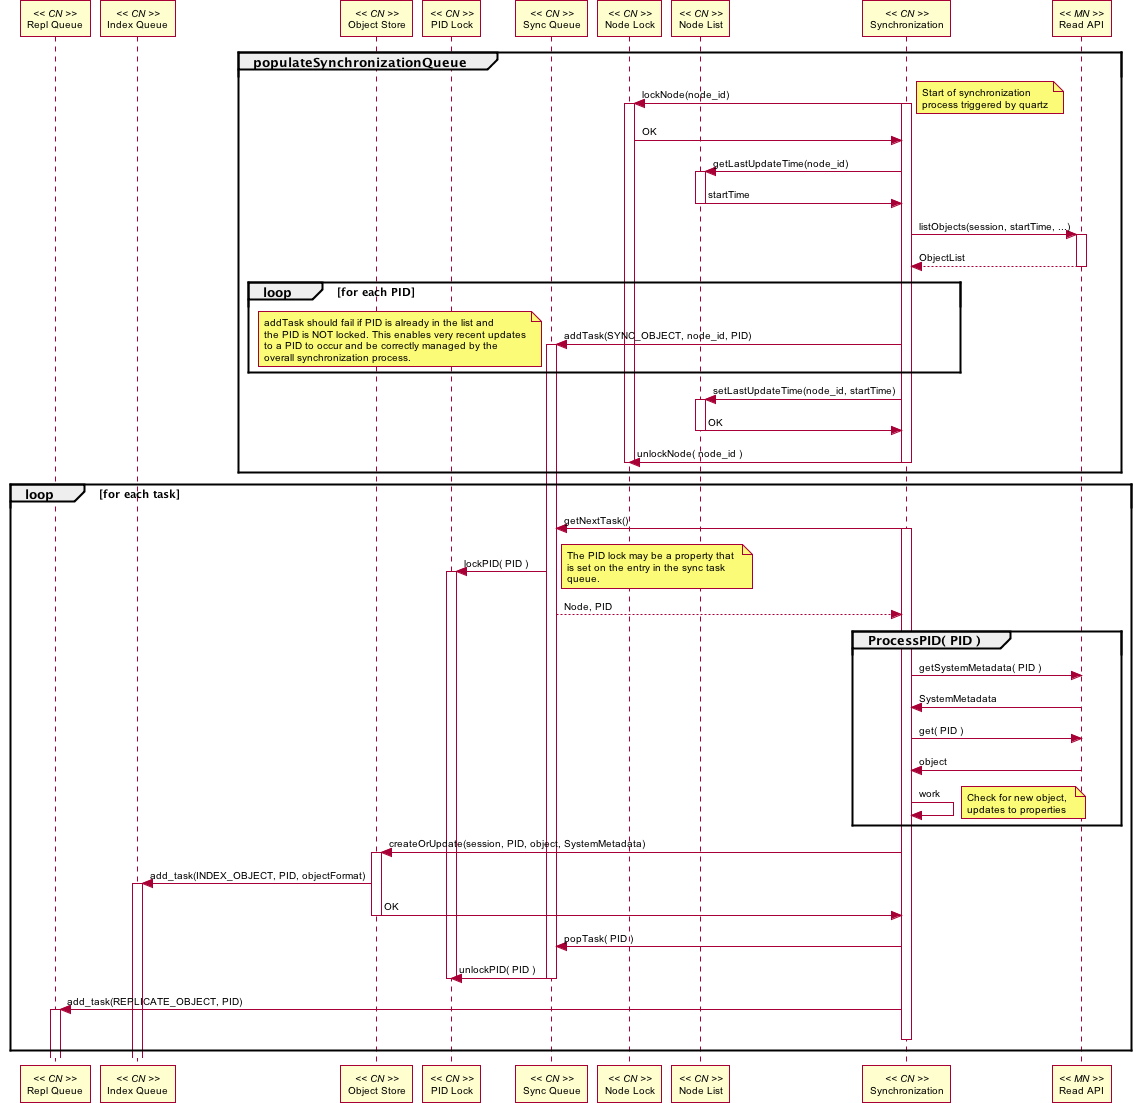 << CN >>
Repl Queue
<< CN >>
Index Queue
<< CN >>
Object Store
<< CN >>
PID Lock
<< CN >>
Sync Queue
<< CN >>
Node Lock
<< CN >>
Node List
<< CN >>
Synchronization
<< MN >>
Read API
populateSynchronizationQueue
Start of synchronization
process triggered by quartz
lockNode(node_id)
OK
getLastUpdateTime(node_id)
startTime
listObjects(session, startTime, ...)
ObjectList
loop
[for each PID]
addTask should fail if PID is already in the list and
the PID is NOT locked. This enables very recent updates
to a PID to occur and be correctly managed by the
overall synchronization process.
addTask(SYNC_OBJECT, node_id, PID)
setLastUpdateTime(node_id, startTime)
OK
unlockNode( node_id )
loop
[for each task]
getNextTask()
The PID lock may be a property that
is set on the entry in the sync task
queue.
lockPID( PID )
Node, PID
ProcessPID( PID )
getSystemMetadata( PID )
SystemMetadata
get( PID )
object
work
Check for new object,
updates to properties
createOrUpdate(session, PID, object, SystemMetadata)
add_task(INDEX_OBJECT, PID, objectFormat)
OK
popTask( PID )
unlockPID( PID )
add_task(REPLICATE_OBJECT, PID)
<< CN >>
Repl Queue
<< CN >>
Index Queue
<< CN >>
Object Store
<< CN >>
PID Lock
<< CN >>
Sync Queue
<< CN >>
Node Lock
<< CN >>
Node List
<< CN >>
Synchronization
<< MN >>
Read API